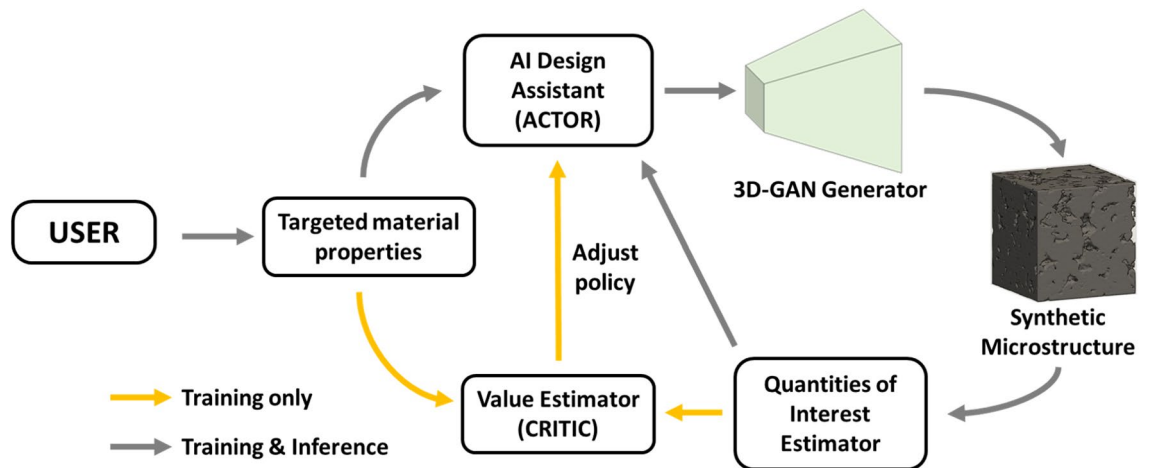 AI Design
Assistant
(ACTOR)
3D-GAN Generator
USER
Targeted material
properties
Adjust
policy
Synthetic
Microstructure
Value Estimator
(CRITIC)
Quantities of
Interest
Estimator
Training only
Training & Inference